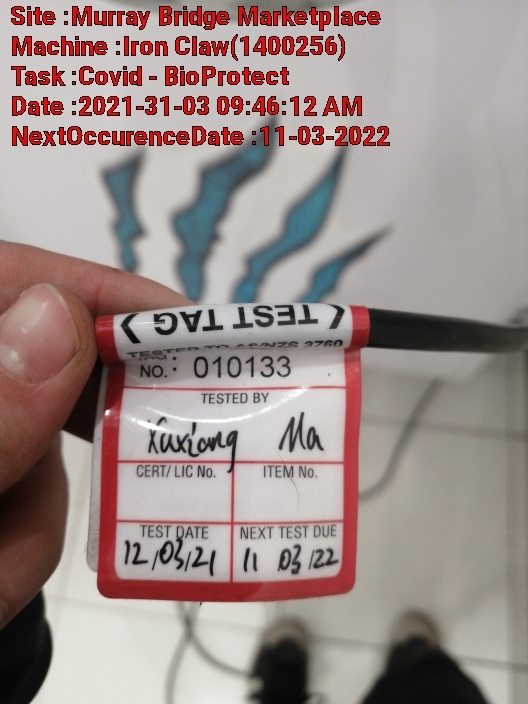 Site :Murray Bridge Marketplace
Machine :Iron Claw(1400256)
Task :Covid - BioProtect
Date :2021-31-03 09:46:12 AM
NextOccurenceDate :11-03-2022
TEST TAG
TESTED TO AS/NZS 3760
NO.: 010133
TESTED BY
Xuxiang Ma
CERT/ LIC No. ITEM No.
TEST DATE NEXT TEST DUE
12/03/21 11 03/22